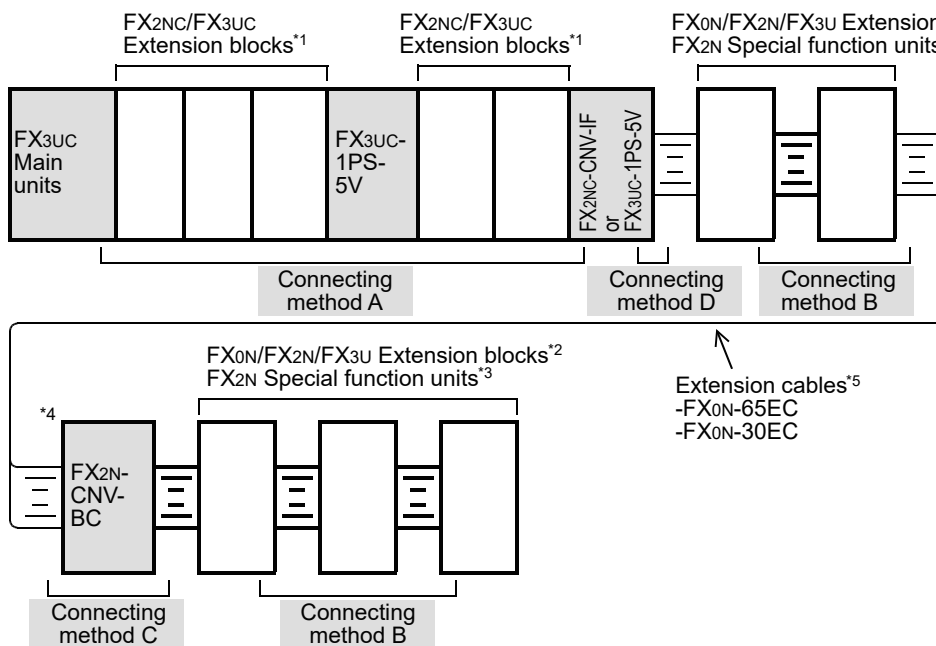 FX2NC/FX3UC
Extension blocks*1
FX2NC/FX3UC
Extension blocks*1
FX0N/FX2N/FX3U Extension
FX2N Special function units
FX3UC
Main
units
FX3UC-
1PS-
5V
FX2NC-CNV-IF
or
FX3UC-1PS-5V
Connecting
method A
Connecting
method D
Connecting
method B
FX0N/FX2N/FX3U Extension blocks*2
FX2N Special function units*3
Extension cables*5
-FX0N-65EC
-FX0N-30EC
*4
FX2N-
CNV-
BC
Connecting
method C
Connecting
method B